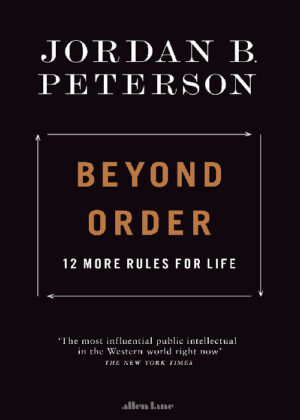 JORDAN B.
PETERSON
BEYOND
ORDER
12 MORE RULES FOR LIFE
'The most influential public intellectual
in the Western world right now'
THE NEW YORK TIMES
allen lane